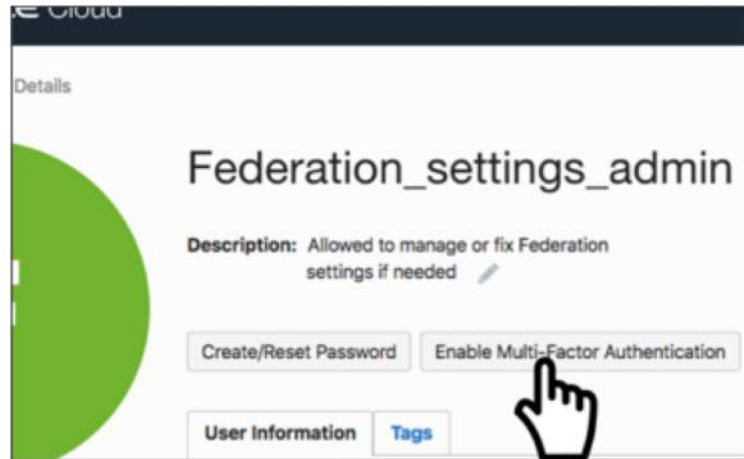 Cloud
Details
Federation_settings_admin
Description: Allowed to manage or fix Federation
settings if needed
Create/Reset Password Enable Multi-Factor Authentication
User Information Tags